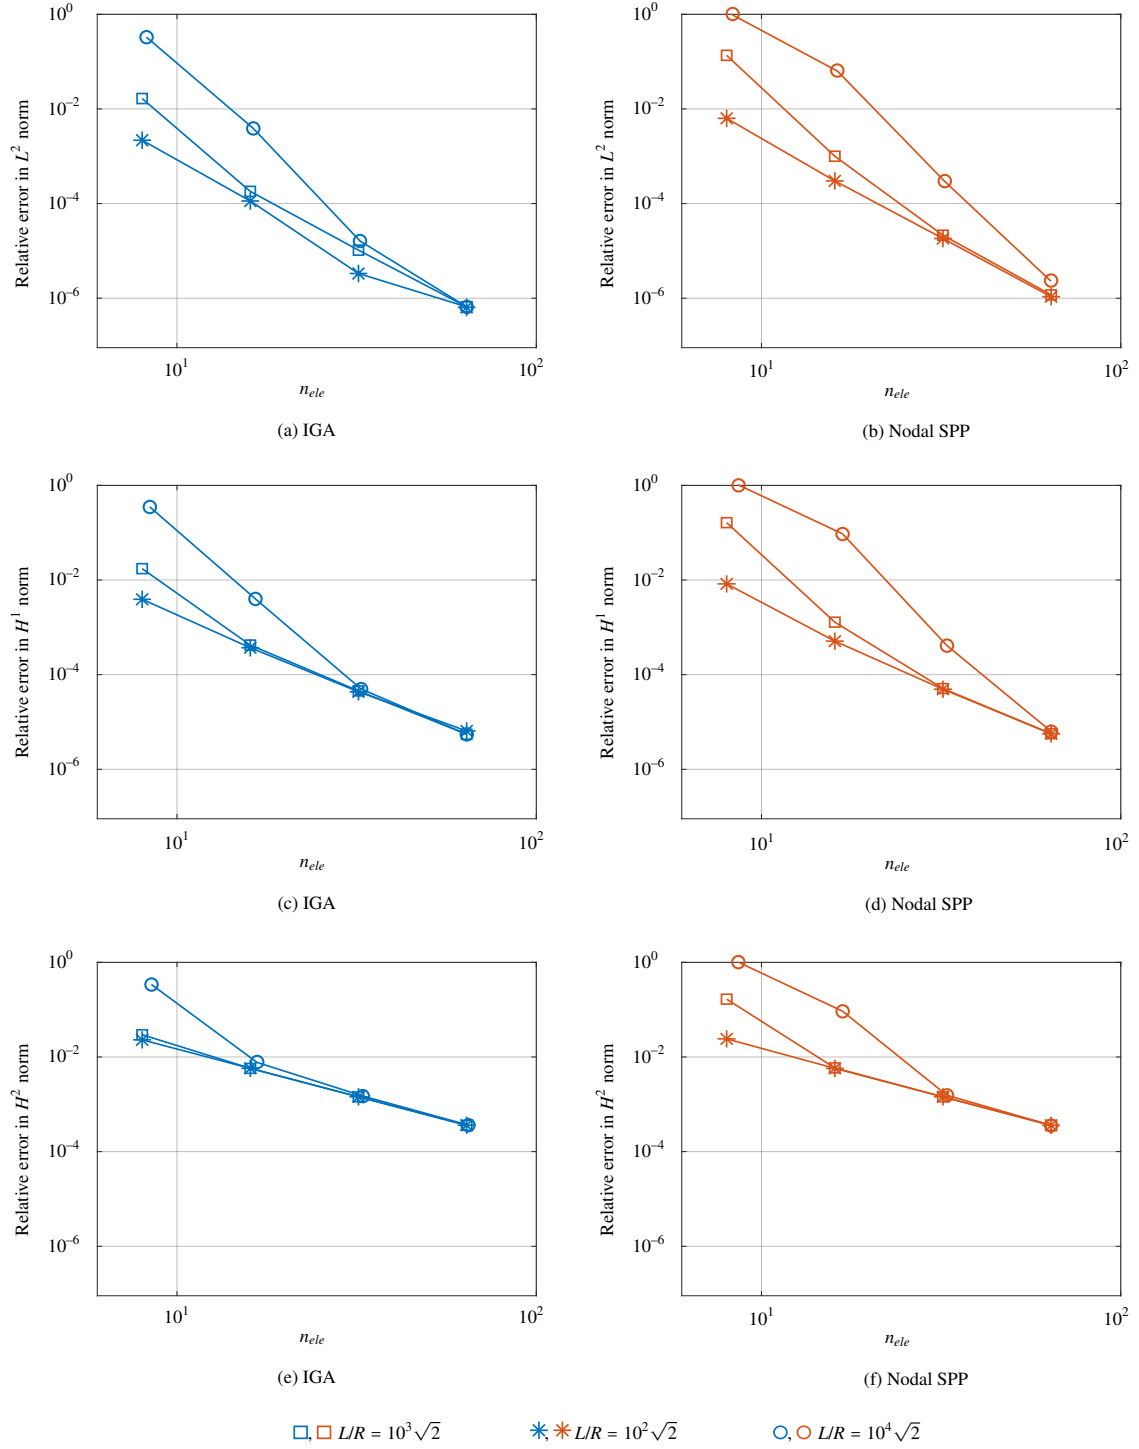 10^0
10^−2
10^−4
10^−6
Relative error in L^2 norm
10^1
10^2
n_ele
(a) IGA
10^0
10^−2
10^−4
10^−6
Relative error in L^2 norm
10^1
10^2
n_ele
(b) Nodal SPP
10^0
10^−2
10^−4
10^−6
Relative error in H^1 norm
10^1
10^2
n_ele
(c) IGA
10^0
10^−2
10^−4
10^−6
Relative error in H^1 norm
10^1
10^2
n_ele
(d) Nodal SPP
10^0
10^−2
10^−4
10^−6
Relative error in H^2 norm
10^1
10^2
n_ele
(e) IGA
10^0
10^−2
10^−4
10^−6
Relative error in H^2 norm
10^1
10^2
n_ele
(f) Nodal SPP
, L/R = 10^3√2
, L/R = 10^2√2
, L/R = 10^4√2